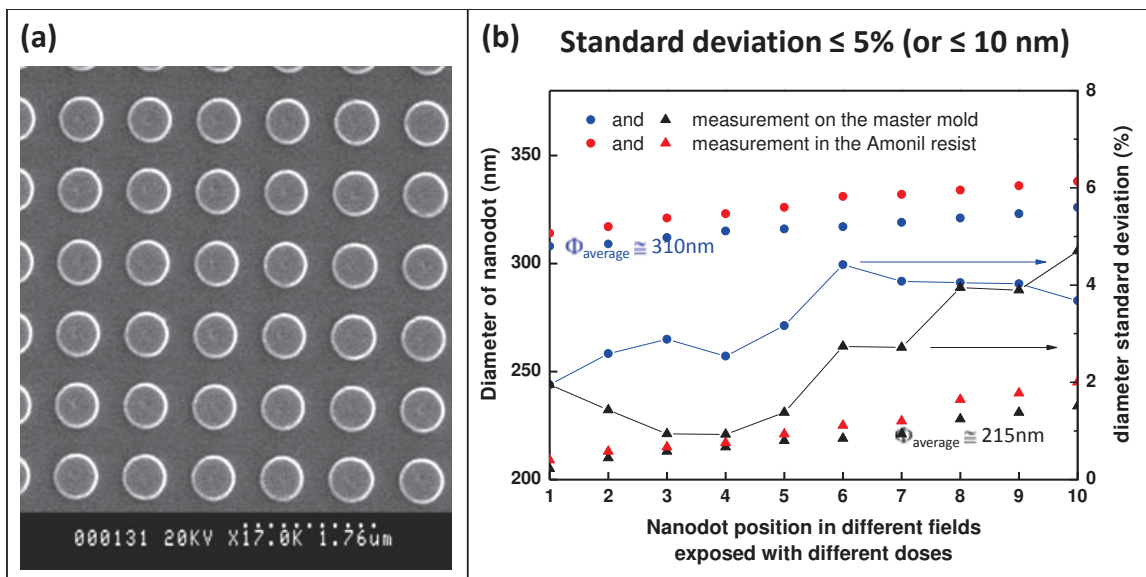 (a)
000131 20KV X17.0K 1.76um
(b)
Standard deviation ≤ 5% (or ≤ 10 nm)
and measurement on the master mold
and measurement in the Amonil resist
Diameter of nanodot (nm)
380
350
300
250
200
Φaverage ≅ 310nm
Φaverage ≅ 215nm
8
6
4
2
0
diameter standard deviation (%)
1 2 3 4 5 6 7 8 9 10
Nanodot position in different fields
exposed with different doses